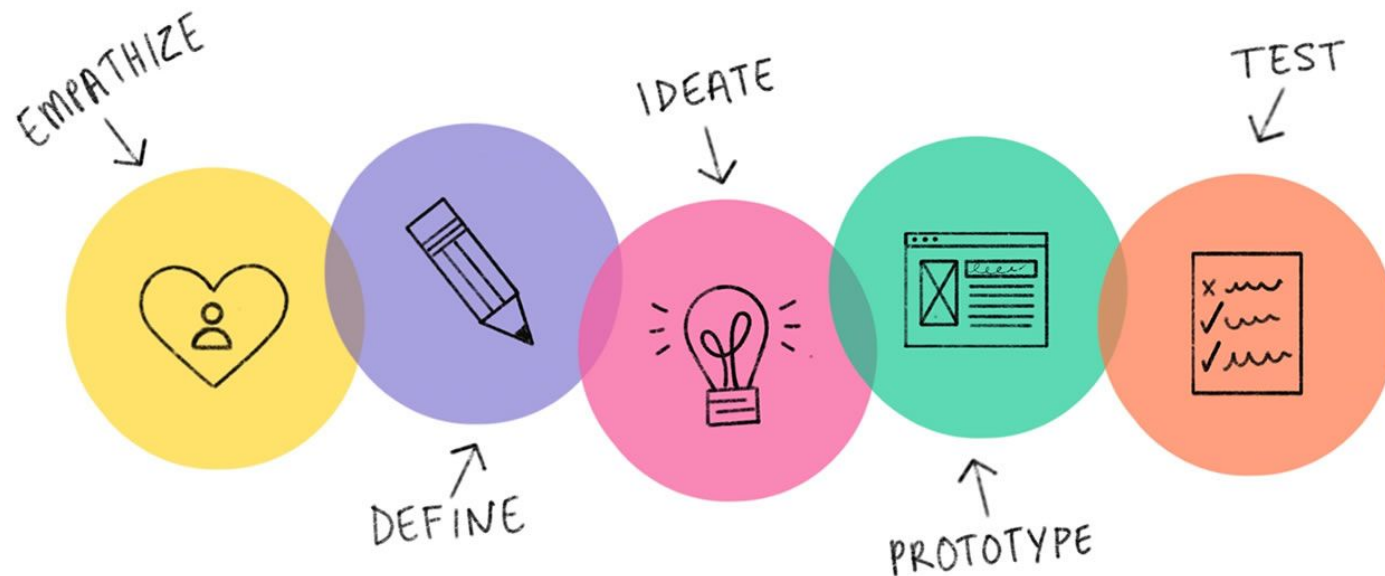 EMPATHIZE
DEFINE
IDEATE
PROTOTYPE
TEST